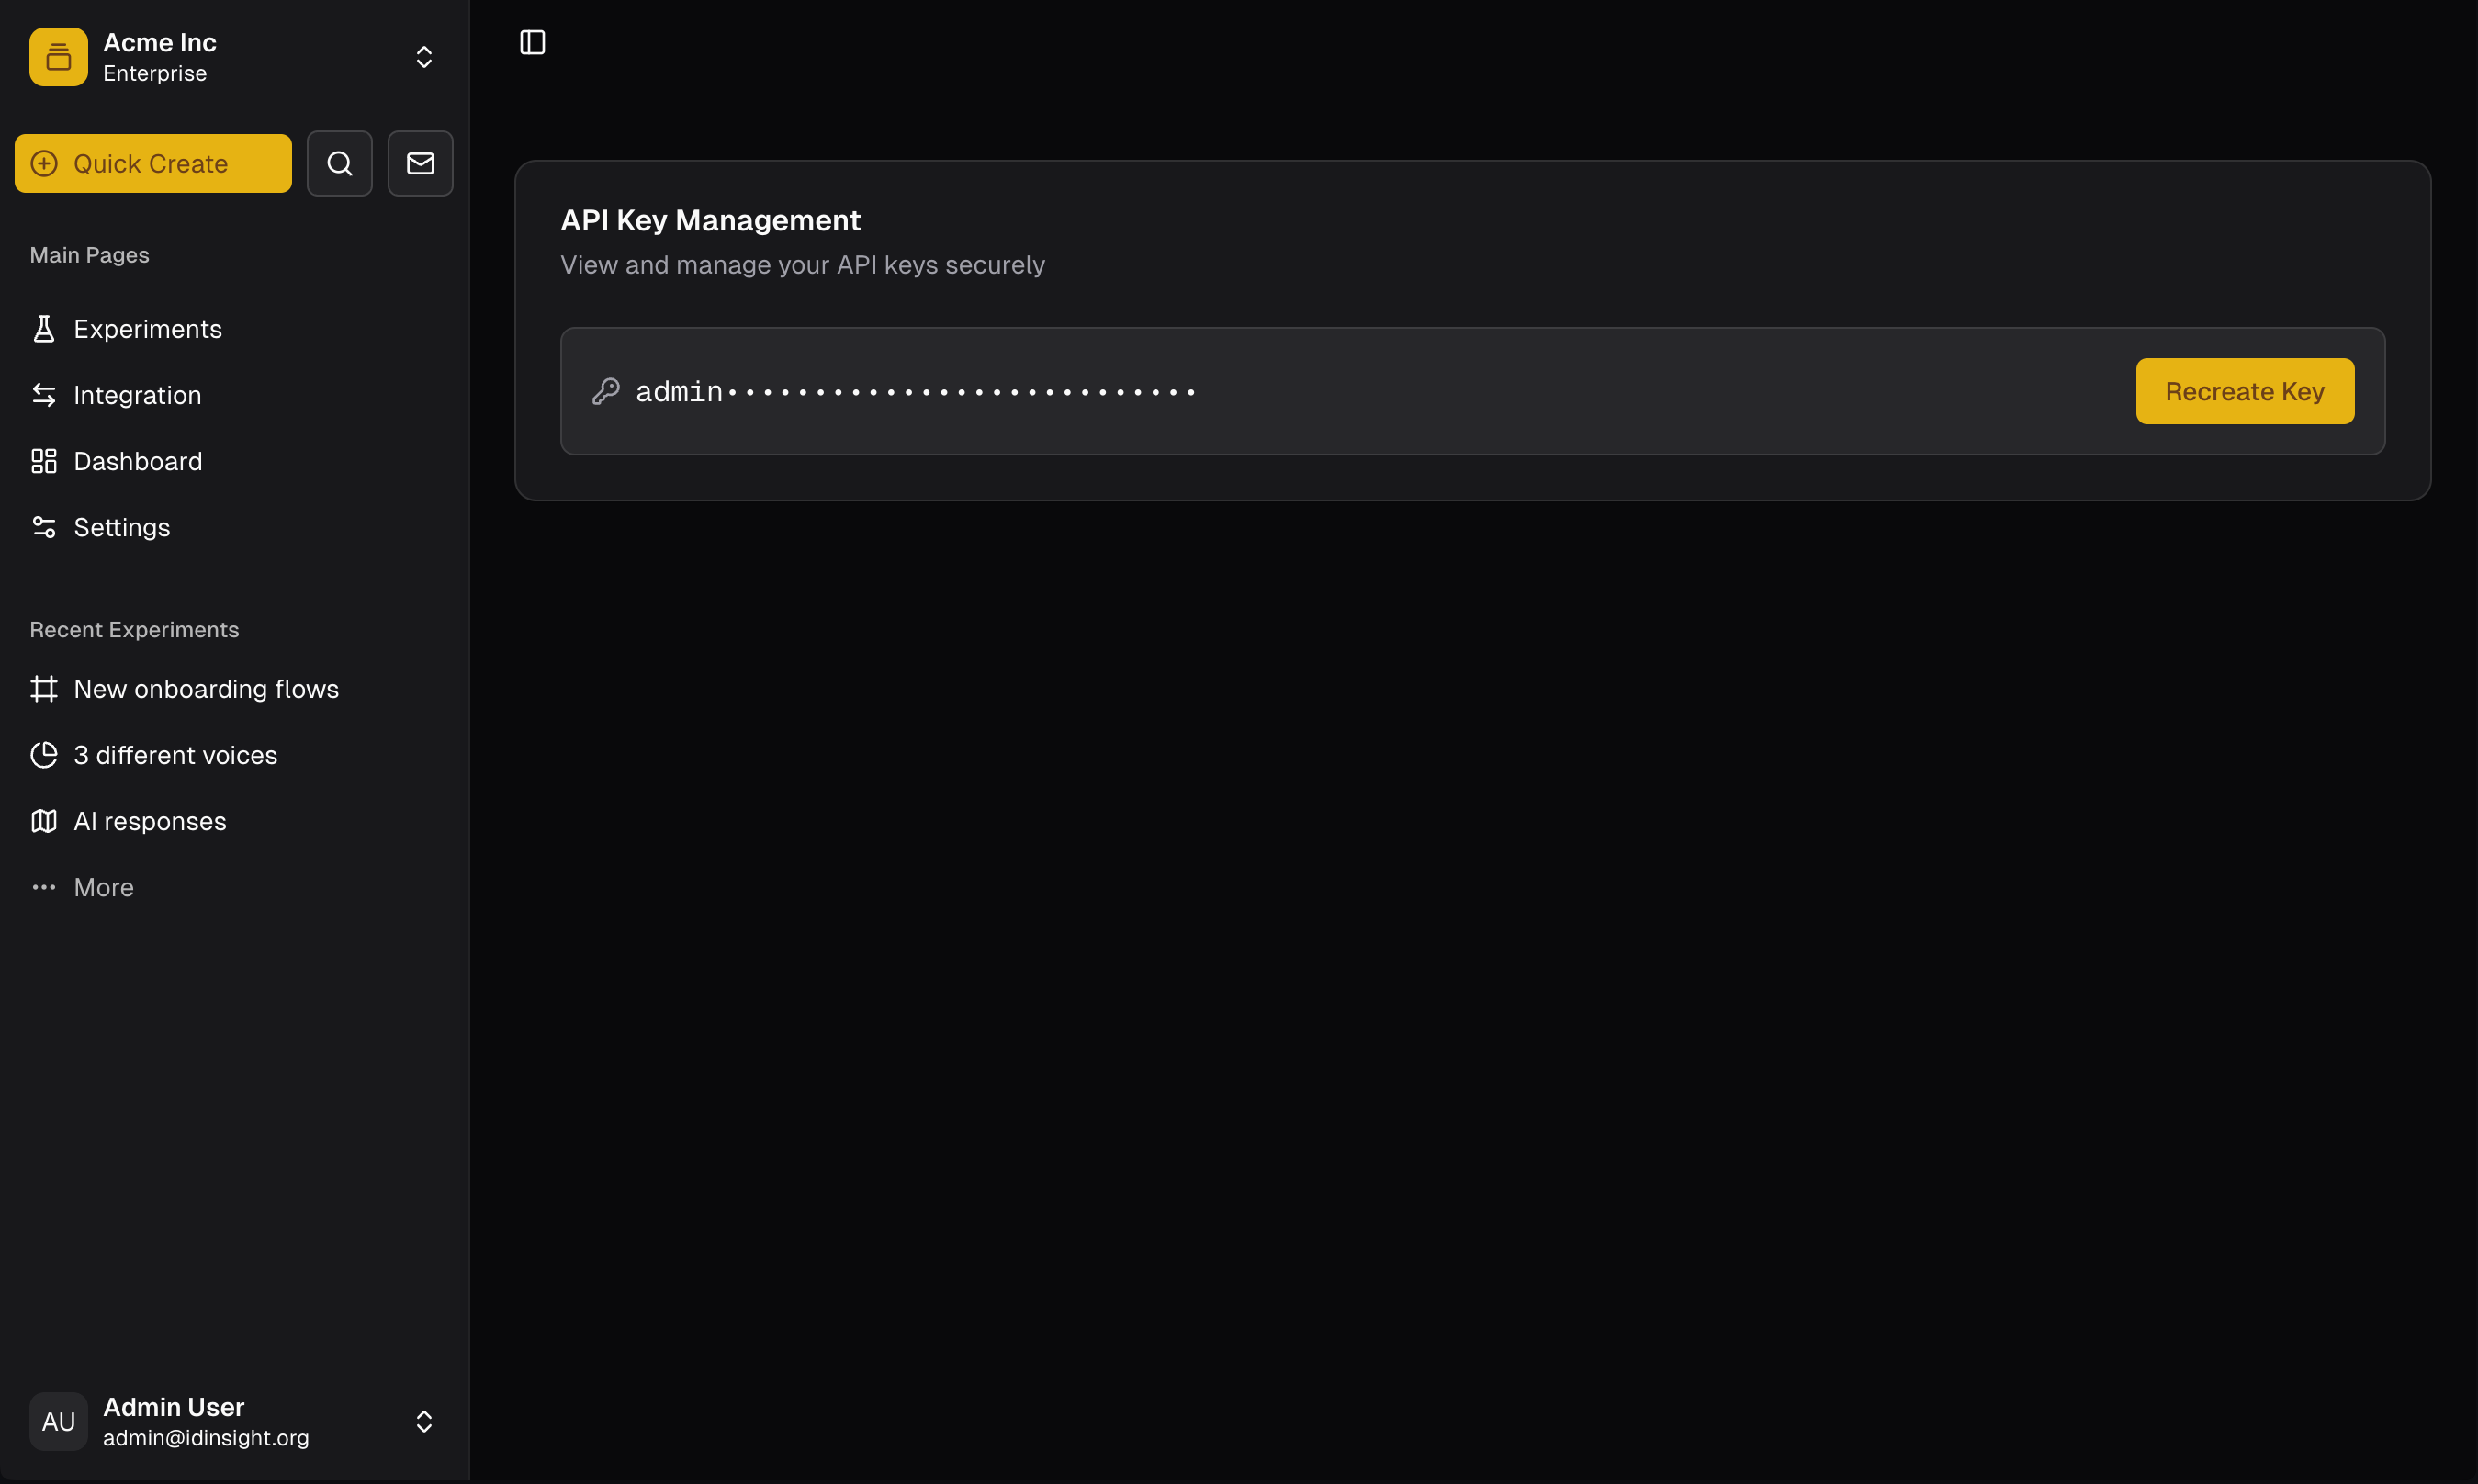 Acme Inc
Enterprise
Quick Create
Main Pages
Experiments
Integration
Dashboard
Settings
Recent Experiments
New onboarding flows
3 different voices
AI responses
More
AU
Admin User
admin@idinsight.org
API Key Management
View and manage your API keys securely
admin•••••••••••••••••••••••••••
Recreate Key